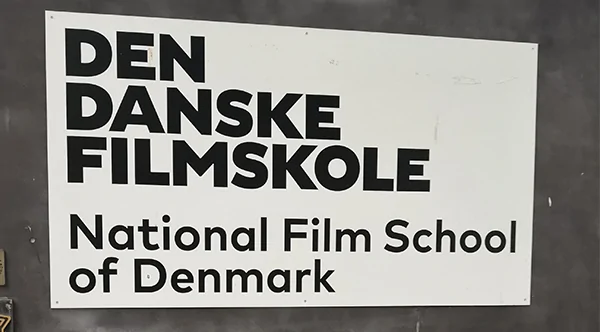 DEN
DANSKE
FILMSKOLE
National Film School
of Denmark